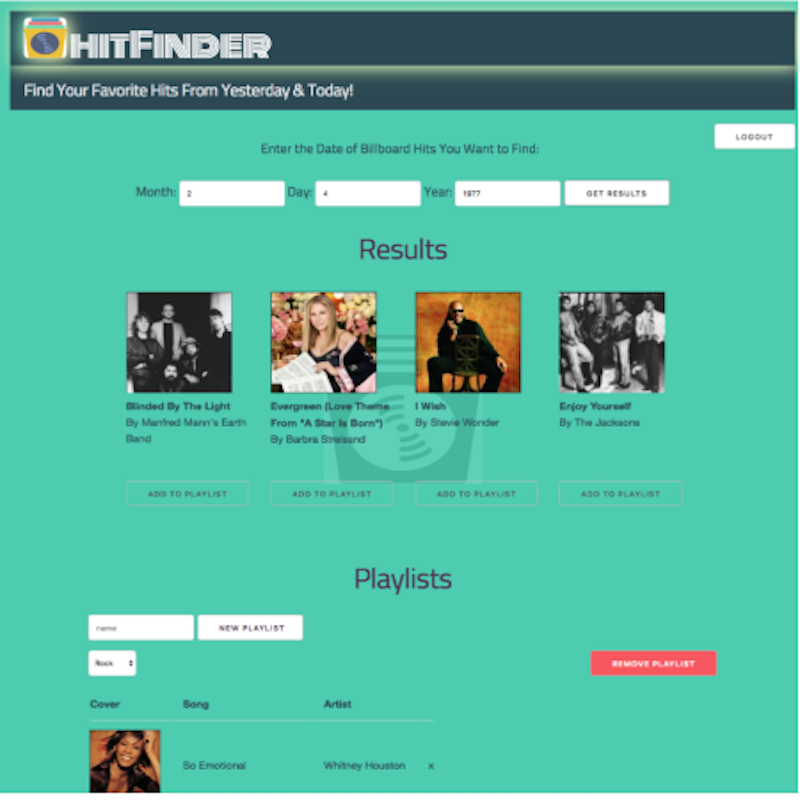 HITFINDER
Find Your Favorite Hits From Yesterday & Today!
LOGOUT
Enter the Date of Billboard Hits You Want to Find:
Month: 2 Day: 4 Year: 1977 GET RESULTS
Results
Blinded By The Light
By Manfred Mann's Earth
Band
Evergreen (Love Theme
From "A Star Is Born")
By Barbra Streisand
I Wish
By Stevie Wonder
Enjoy Yourself
By The Jacksons
ADD TO PLAYLIST ADD TO PLAYLIST ADD TO PLAYLIST ADD TO PLAYLIST
Playlists
name NEW PLAYLIST
Rock REMOVE PLAYLIST
Cover Song Artist
So Emotional Whitney Houston x